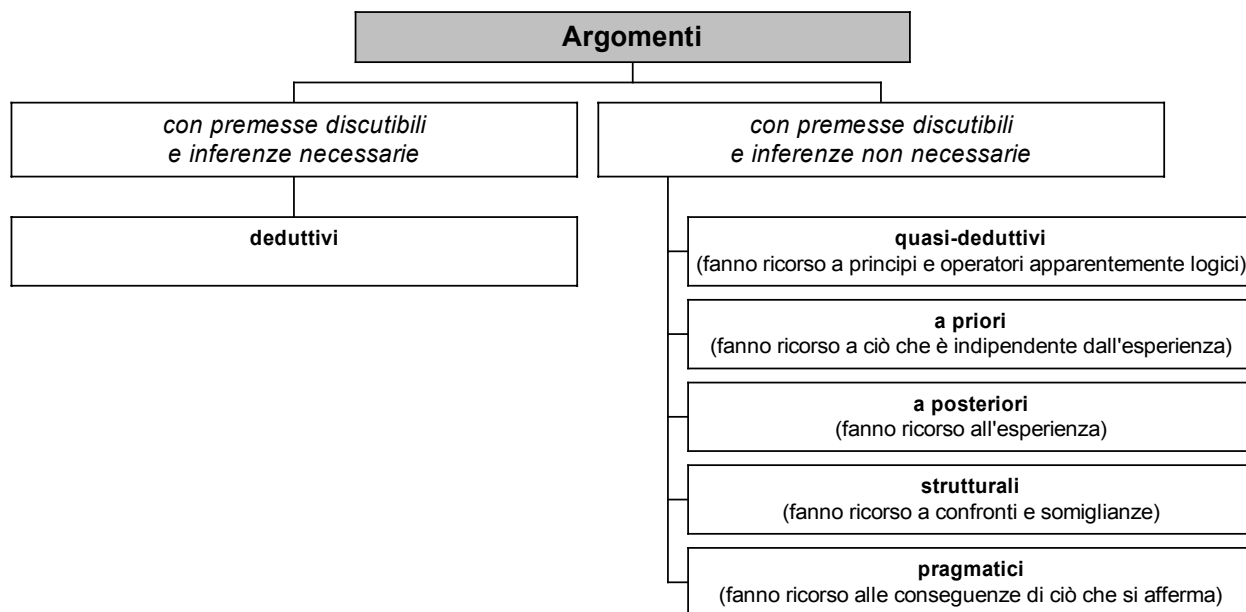 Argomenti
con premesse discutibili
e inferenze necessarie
con premesse discutibili
e inferenze non necessarie
deduttivi
quasi-deduttivi
(fanno ricorso a principi e operatori apparentemente logici)
a priori
(fanno ricorso a ciò che è indipendente dall'esperienza)
a posteriori
(fanno ricorso all'esperienza)
strutturali
(fanno ricorso a confronti e somiglianze)
pragmatici
(fanno ricorso alle conseguenze di ciò che si afferma)